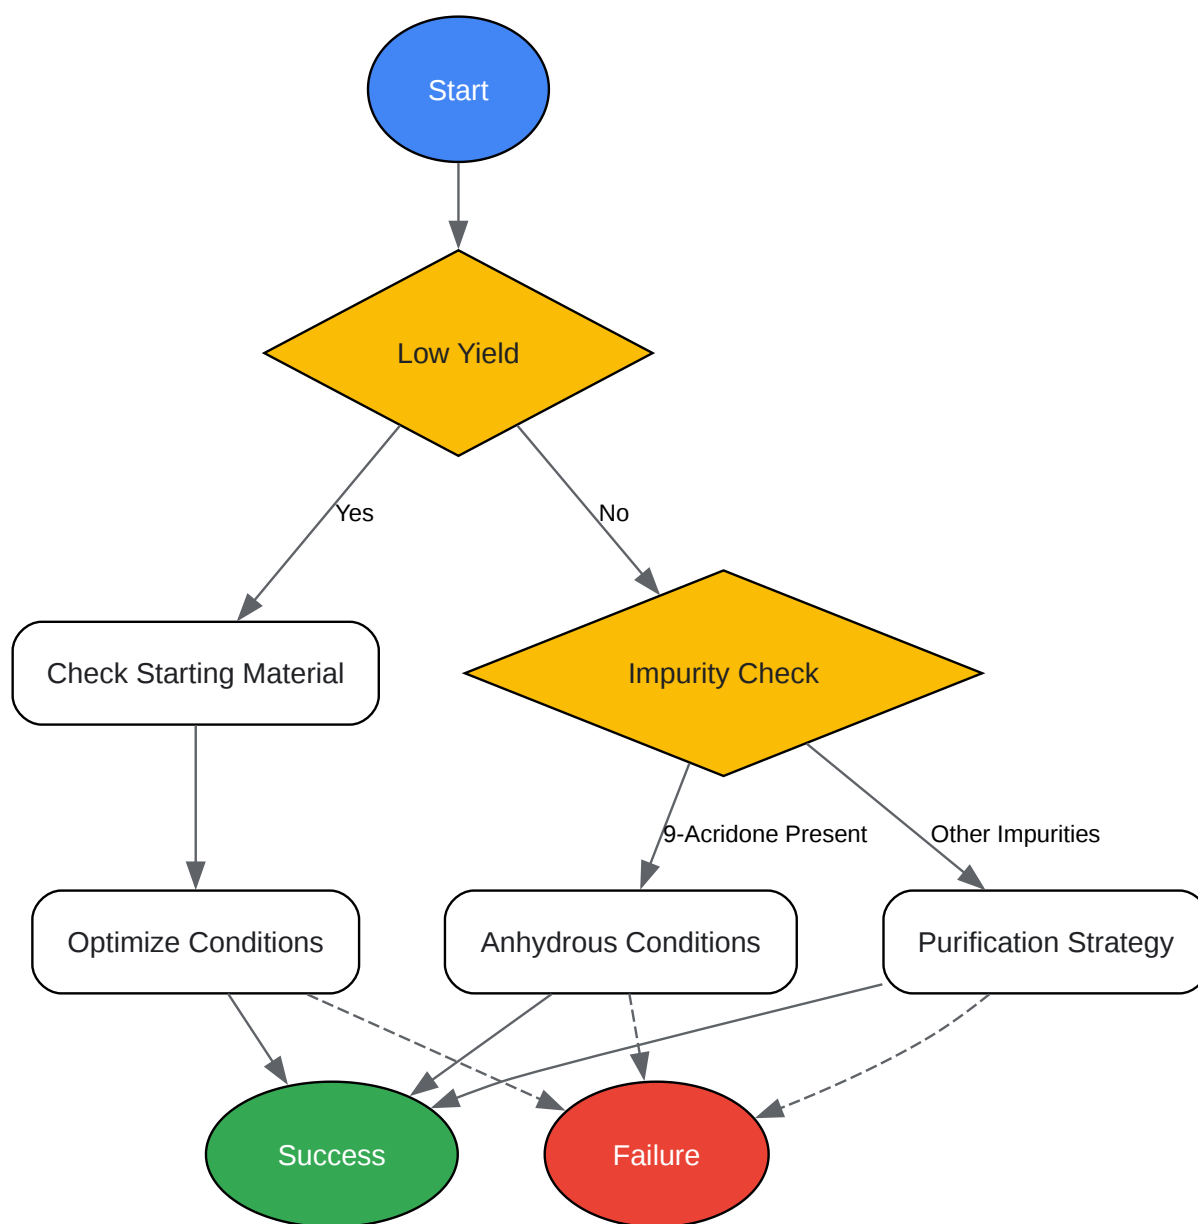 Start
Low Yield
Yes
No
Check Starting Material
Impurity Check
9-Acridone Present
Other Impurities
Optimize Conditions
Anhydrous Conditions
Purification Strategy
Success
Failure